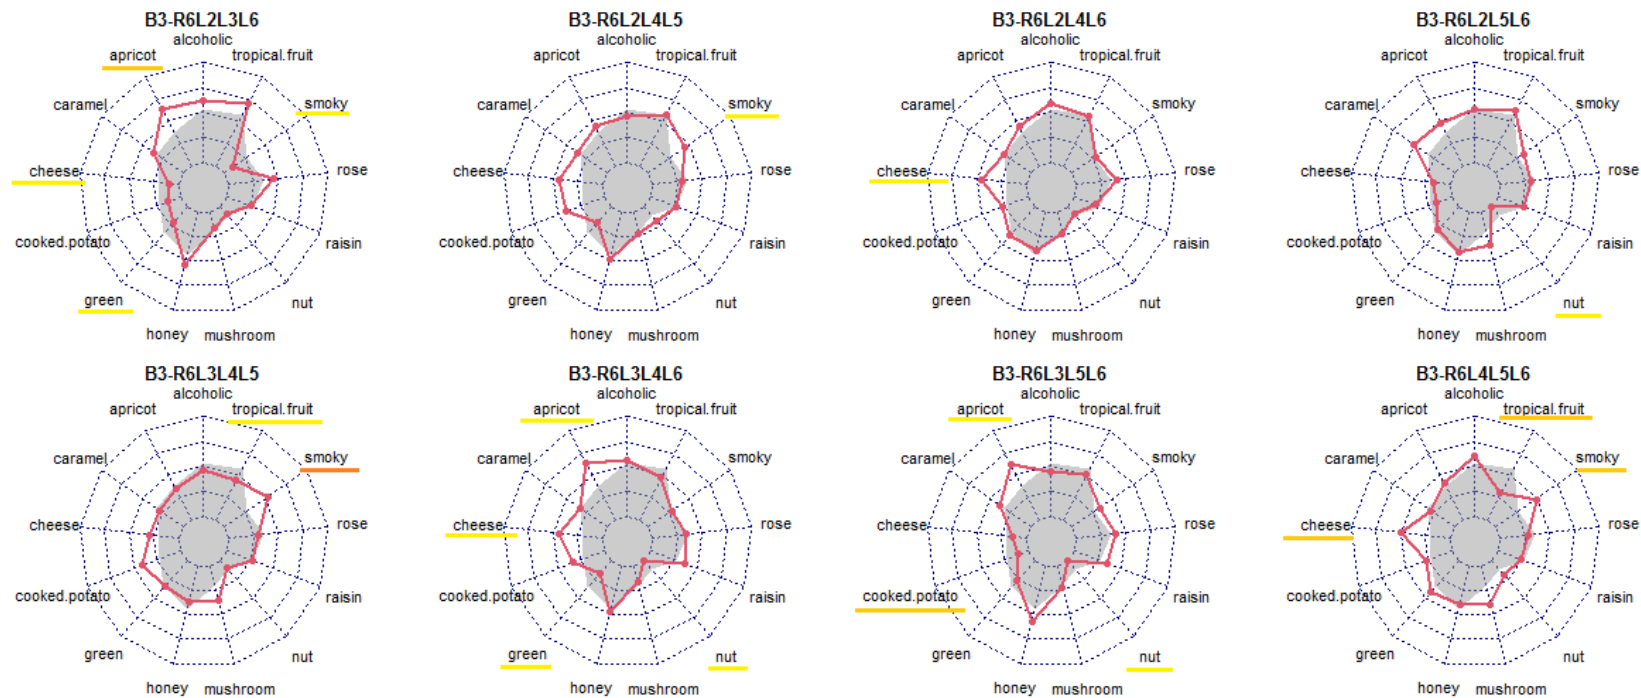 B3-R6L2L3L6
alcoholic
apricot
tropical.fruit
caramel
smoky
cheese
rose
cooked.potato
raisin
green
nut
honey
mushroom
B3-R6L2L4L5
alcoholic
apricot
tropical.fruit
caramel
smoky
cheese
rose
cooked.potato
raisin
green
nut
honey
mushroom
B3-R6L2L4L6
alcoholic
apricot
tropical.fruit
caramel
smoky
cheese
rose
cooked.potato
raisin
green
nut
honey
mushroom
B3-R6L2L5L6
alcoholic
apricot
tropical.fruit
caramel
smoky
cheese
rose
cooked.potato
raisin
green
nut
honey
mushroom
B3-R6L3L4L5
alcoholic
apricot
tropical.fruit
caramel
smoky
cheese
rose
cooked.potato
raisin
green
nut
honey
mushroom
B3-R6L3L4L6
alcoholic
apricot
tropical.fruit
caramel
smoky
cheese
rose
cooked.potato
raisin
green
nut
honey
mushroom
B3-R6L3L5L6
alcoholic
apricot
tropical.fruit
caramel
smoky
cheese
rose
cooked.potato
raisin
green
nut
honey
mushroom
B3-R6L4L5L6
alcoholic
apricot
tropical.fruit
caramel
smoky
cheese
rose
cooked.potato
raisin
green
nut
honey
mushroom